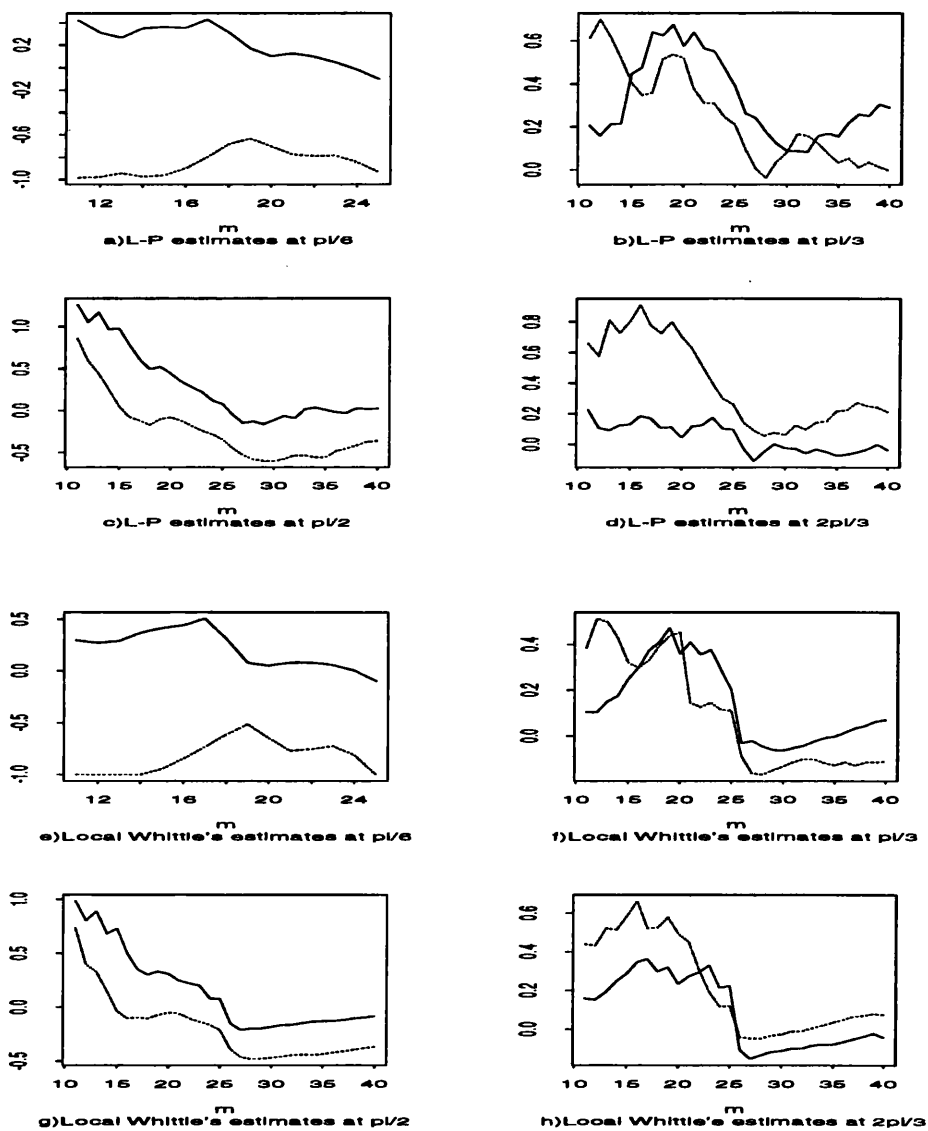 0.2
-0.2
-0.6
-1.0
12 16 20 24
m
a)L-P estimates at pi/6
0.6
0.4
0.2
0.0
10 15 20 25 30 35 40
m
b)L-P estimates at pi/3
1.0
0.5
0.0
-0.5
10 15 20 25 30 35 40
m
c)L-P estimates at pi/2
0.8
0.6
0.4
0.2
0.0
10 15 20 25 30 35 40
m
d)L-P estimates at 2pi/3
0.5
0.0
-0.5
-1.0
12 16 20 24
m
e)Local Whittle's estimates at pi/6
0.4
0.2
0.0
10 15 20 25 30 35 40
m
f)Local Whittle's estimates at pi/3
1.0
0.5
0.0
-0.5
10 15 20 25 30 35 40
m
g)Local Whittle's estimates at pi/2
0.6
0.4
0.2
0.0
10 15 20 25 30 35 40
m
h)Local Whittle's estimates at 2pi/3